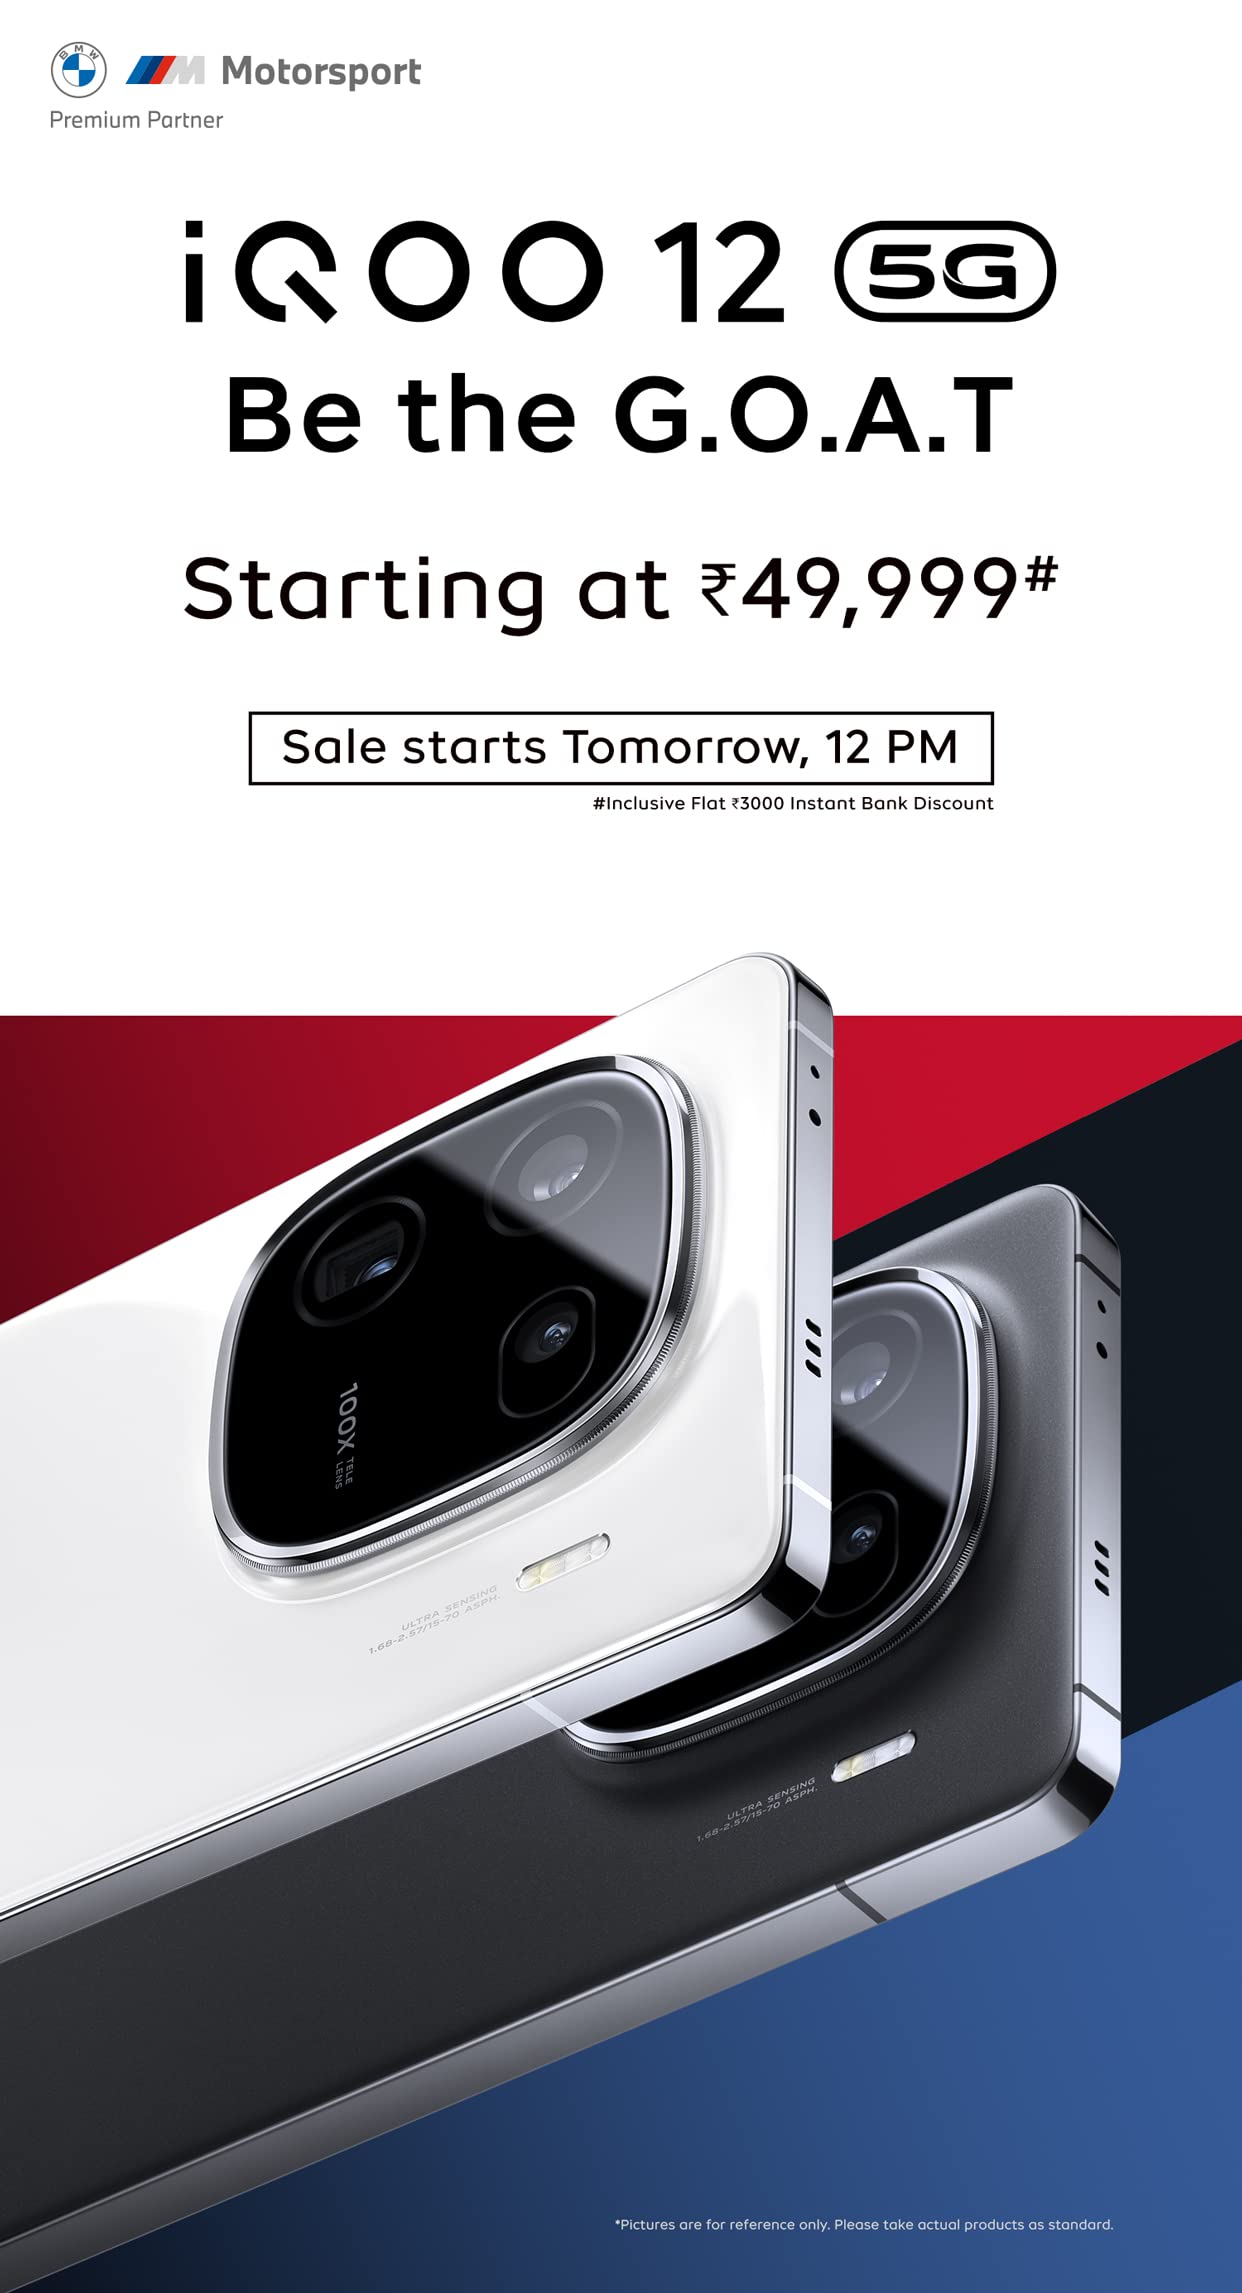 BMW
M Motorsport
Premium Partner
iQOO 12 5G
Be the G.O.A.T
Starting at ₹49,999#
Sale starts Tomorrow, 12 PM
#Inclusive Flat ₹3000 Instant Bank Discount
100X TELE
LENS
ULTRA SENSING
1.68-2.57/15-70 ASPH.
ULTRA SENSING
1.68-2.57/15-70 ASPH.
*Pictures are for reference only. Please take actual products as standard.